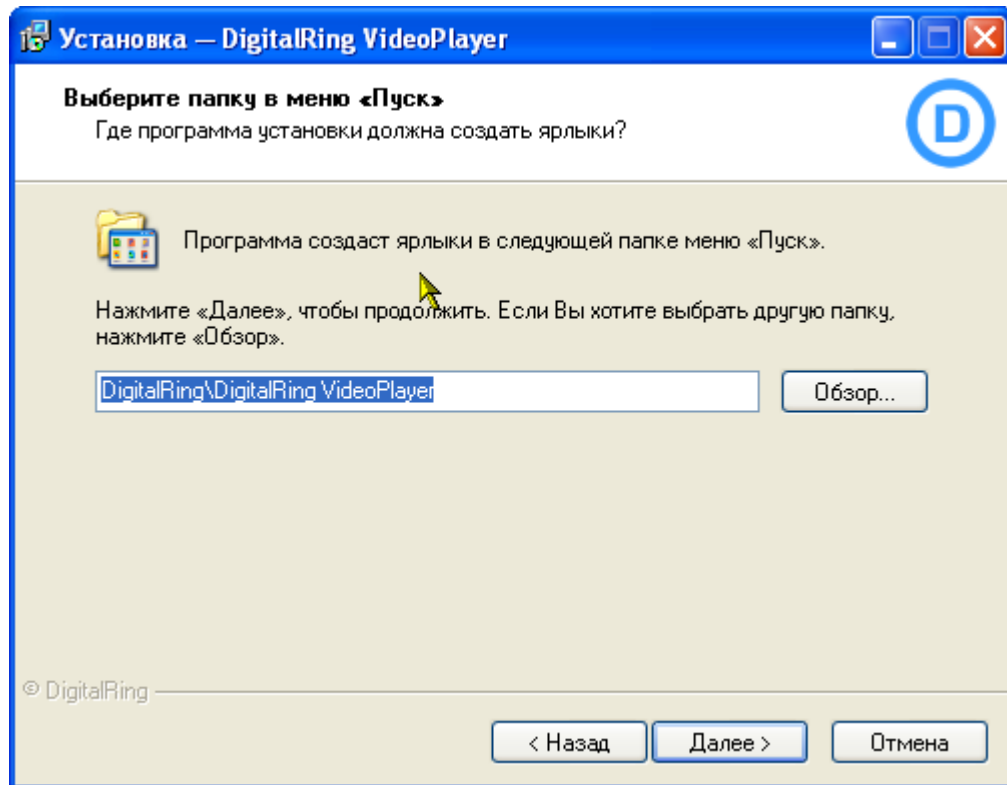 Установка — DigitalRing VideoPlayer
Выберите папку в меню «Пуск»
Где программа установки должна создать ярлыки?
D
Программа создаст ярлыки в следующей папке меню «Пуск».
Нажмите «Далее», чтобы продолжить. Если Вы хотите выбрать другую папку,
нажмите «Обзор».
DigitalRing\DigitalRing VideoPlayer
Обзор...
© DigitalRing
< Назад
Далее >
Отмена